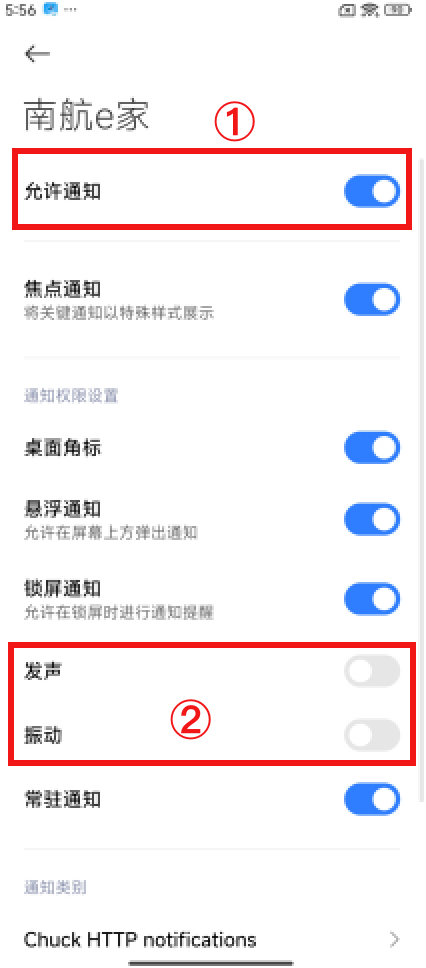 5:56 ...
南航e家
①
允许通知
焦点通知
将关键通知以特殊样式展示
通知权限设置
桌面角标
悬浮通知
允许在屏幕上方弹出通知
锁屏通知
允许在锁屏时进行通知提醒
发声
②
振动
常驻通知
通知类别
Chuck HTTP notifications